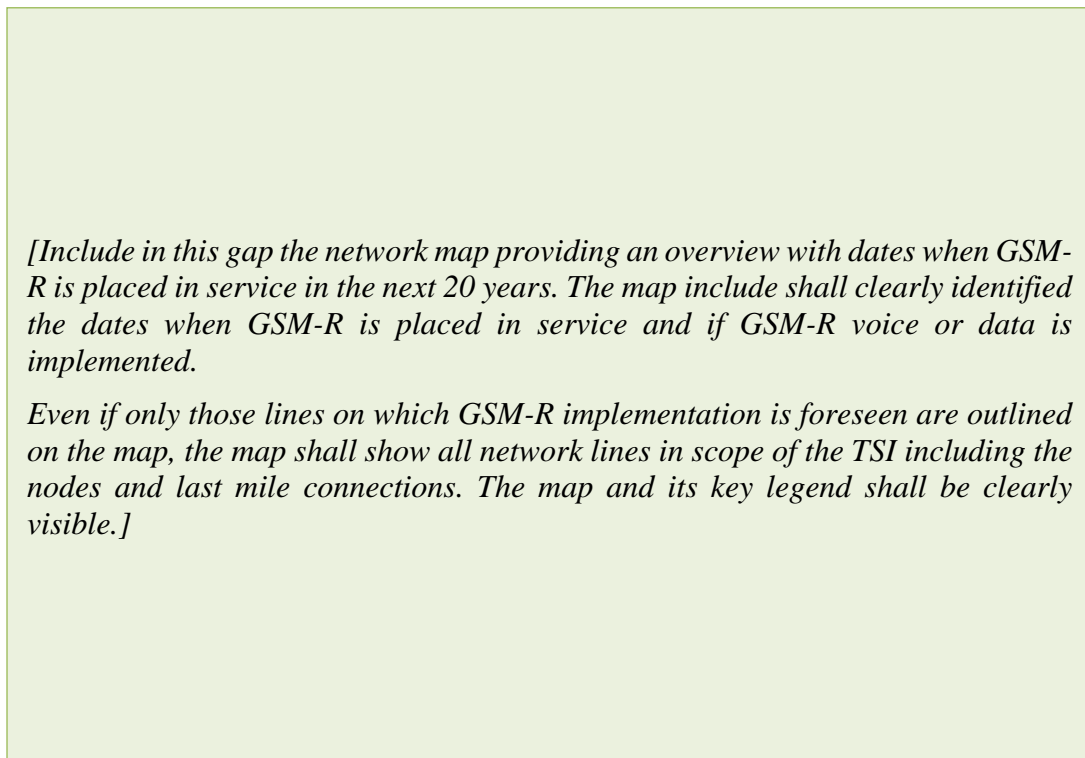 [Include in this gap the network map providing an overview with dates when GSM-
R is placed in service in the next 20 years. The map include shall clearly identified
the dates when GSM-R is placed in service and if GSM-R voice or data is
implemented.
Even if only those lines on which GSM-R implementation is foreseen are outlined
on the map, the map shall show all network lines in scope of the TSI including the
nodes and last mile connections. The map and its key legend shall be clearly
visible.]